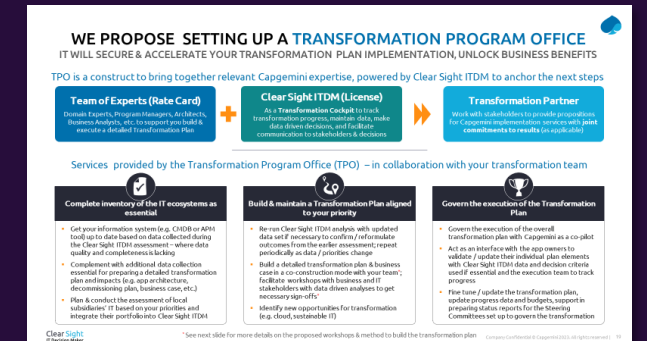 WE PROPOSE SETTING UP A TRANSFORMATION PROGRAM OFFICE
IT WILL SECURE & ACCELERATE YOUR TRANSFORMATION PLAN IMPLEMENTATION, UNLOCK BUSINESS BENEFITS
TPO is a construct to bring together relevant Capgemini expertise, powered by Clear Sight ITDM to anchor the next steps
Team of Experts (Rate Card)
Domain Experts, Program Managers, Architects,
Business Analysts, etc. to support you build &
execute a detailed Transformation Plan
+
Clear Sight ITDM (License)
As a Transformation Cockpit to track
transformation progress, maintain data, make
data driven decisions, and facilitate
communication to stakeholders & decisions
Transformation Partner
Work with stakeholders to provide propositions
for Capgemini implementation services with joint
commitments to results (as applicable)
Services provided by the Transformation Program Office (TPO) – in collaboration with your transformation team
Complete inventory of the IT ecosystems as
essential
• Get your information system (e.g. CMDB or APM
tool) up to date based on data collected during
the Clear Sight ITDM assessment – where data
quality and completeness is lacking
• Complement with additional data collection
essential for preparing a detailed transformation
plan and impacts (e.g. app architecture,
decommissioning plan, business case, etc.)
• Plan & conduct the assessment of local
subsidiaries' IT based on your priorities and
integrate their portfolio into Clear Sight ITDM
Build & maintain a Transformation Plan aligned
to your priority
• Re-run Clear Sight ITDM analysis with updated
data set if necessary to confirm / reformulate
outcomes from the earlier assessment; repeat
periodically as data / priorities change
• Build a detailed transformation plan & business
case in a co-construction mode with your team*;
facilitate workshops with business and IT
stakeholders with data driven analyses to get
necessary sign-offs*
• Identify new opportunities for transformation
(e.g. cloud, sustainable IT)
Govern the execution of the Transformation
Plan
• Govern the execution of the overall
transformation plan with Capgemini as a co-pilot
• Act as an interface with the app owners to
validate / update their individual plan elements
with Clear Sight ITDM data and decision criteria
used if essential and the execution team to track
progress
• Fine tune / update the transformation plan,
update progress data and budgets, support in
preparing status reports for the Steering
Committees set up to govern the transformation
Clear Sight
IT Decision Maker
* See next slide for more details on the proposed workshops & method to build the transformation plan
Company Confidential © Capgemini 2023. All rights reserved |